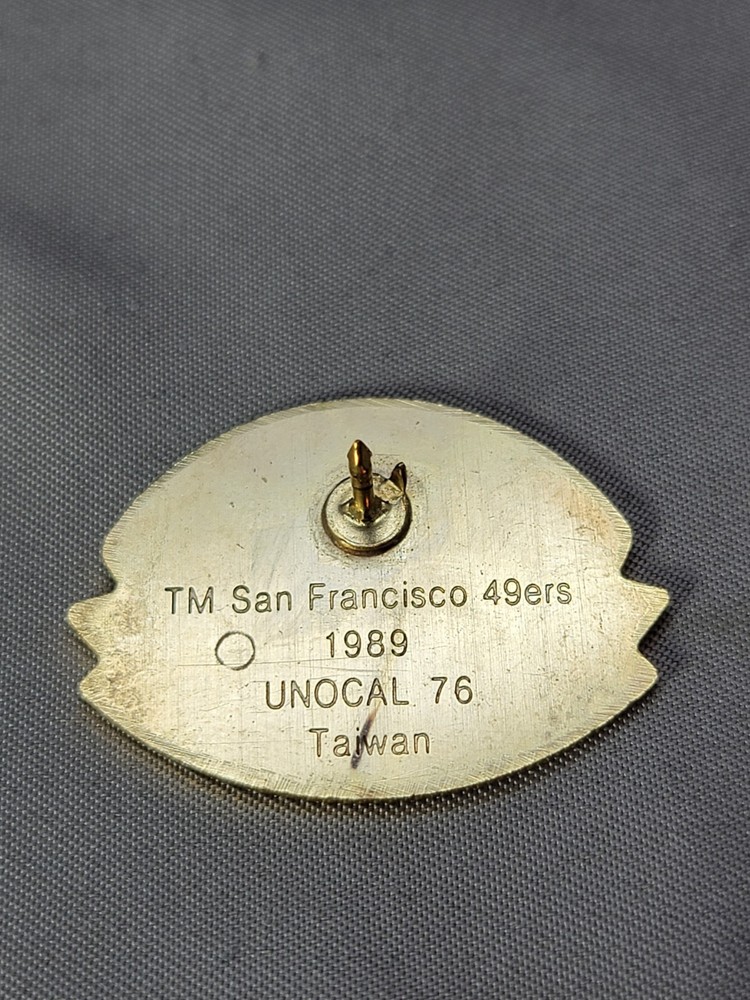 TM San Francisco 49ers
1989
UNOCAL 76
Taiwan